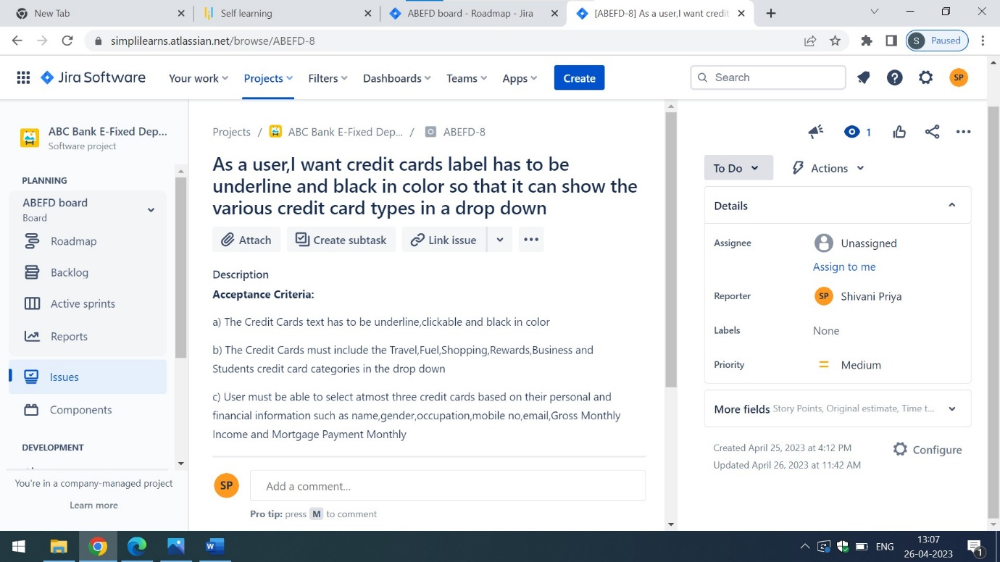 New Tab
Self learning
ABEFD board - Roadmap - Jira
[ABEFD-8] As a user,I want credit
simplilearns.atlassian.net/browse/ABEFD-8
S Paused
Jira Software
Your work
Projects
Filters
Dashboards
Teams
Apps
Create
Search
SP
ABC Bank E-Fixed Dep...
Software project
PLANNING
ABEFD board
Board
Roadmap
Backlog
Active sprints
Reports
Issues
Components
DEVELOPMENT
You're in a company-managed project
Learn more
Projects / ABC Bank E-Fixed Dep... / ABEFD-8
As a user,I want credit cards label has to be
underline and black in color so that it can show the
various credit card types in a drop down
Attach
Create subtask
Link issue
Description
Acceptance Criteria:
a) The Credit Cards text has to be underline,clickable and black in color
b) The Credit Cards must include the Travel,Fuel,Shopping,Rewards,Business and
Students credit card categories in the drop down
c) User must be able to select atmost three credit cards based on their personal and
financial information such as name,gender,occupation,mobile no,email,Gross Monthly
Income and Mortgage Payment Monthly
SP
Add a comment...
Pro tip: press M to comment
1
To Do
Actions
Details
Assignee
Unassigned
Assign to me
Reporter
SP Shivani Priya
Labels
None
Priority
Medium
More fields Story Points, Original estimate, Time t...
Created April 25, 2023 at 4:12 PM
Updated April 26, 2023 at 11:42 AM
Configure
W
ENG
13:07
26-04-2023
1